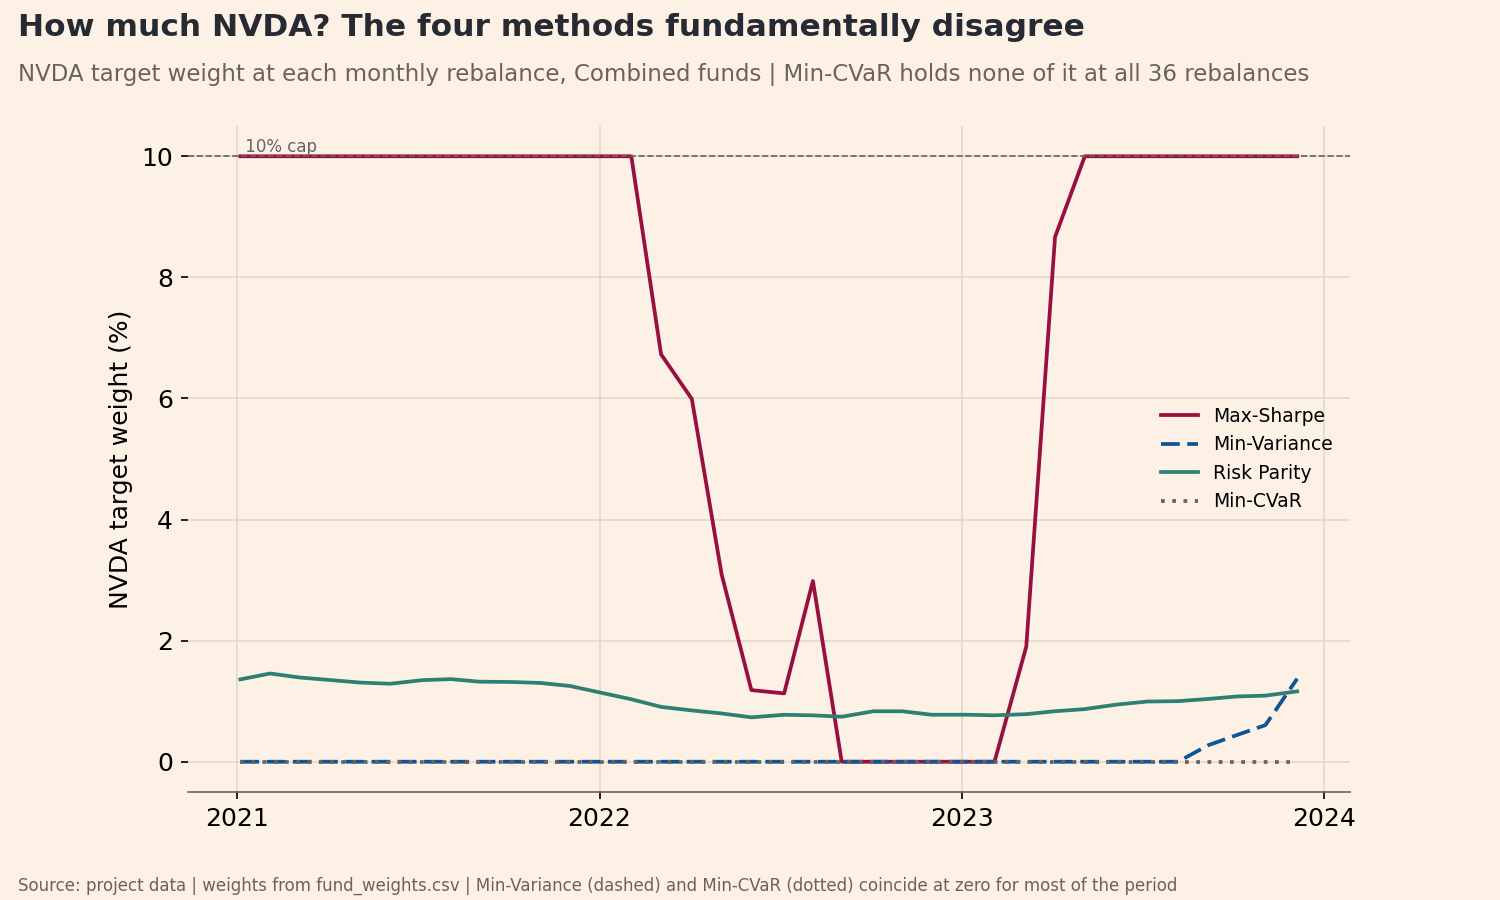 How much NVDA? The four methods fundamentally disagree
NVDA target weight at each monthly rebalance, Combined funds | Min-CVaR holds none of it at all 36 rebalances
10% cap
10
8
6
4
2
0
NVDA target weight (%)
Max-Sharpe
Min-Variance
Risk Parity
Min-CVaR
2021 2022 2023 2024
Source: project data | weights from fund_weights.csv | Min-Variance (dashed) and Min-CVaR (dotted) coincide at zero for most of the period